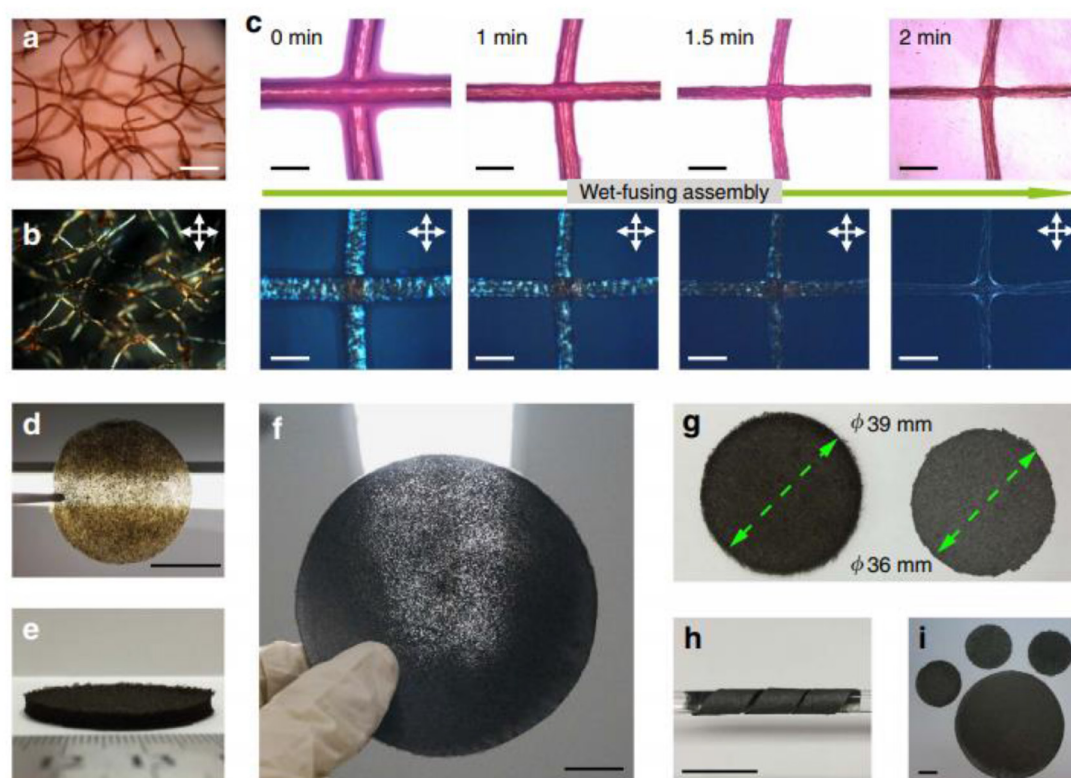 a
c
0 min
1 min
1.5 min
2 min
Wet-fusing assembly
b
d
f
g
ϕ 39 mm
ϕ 36 mm
e
h
i